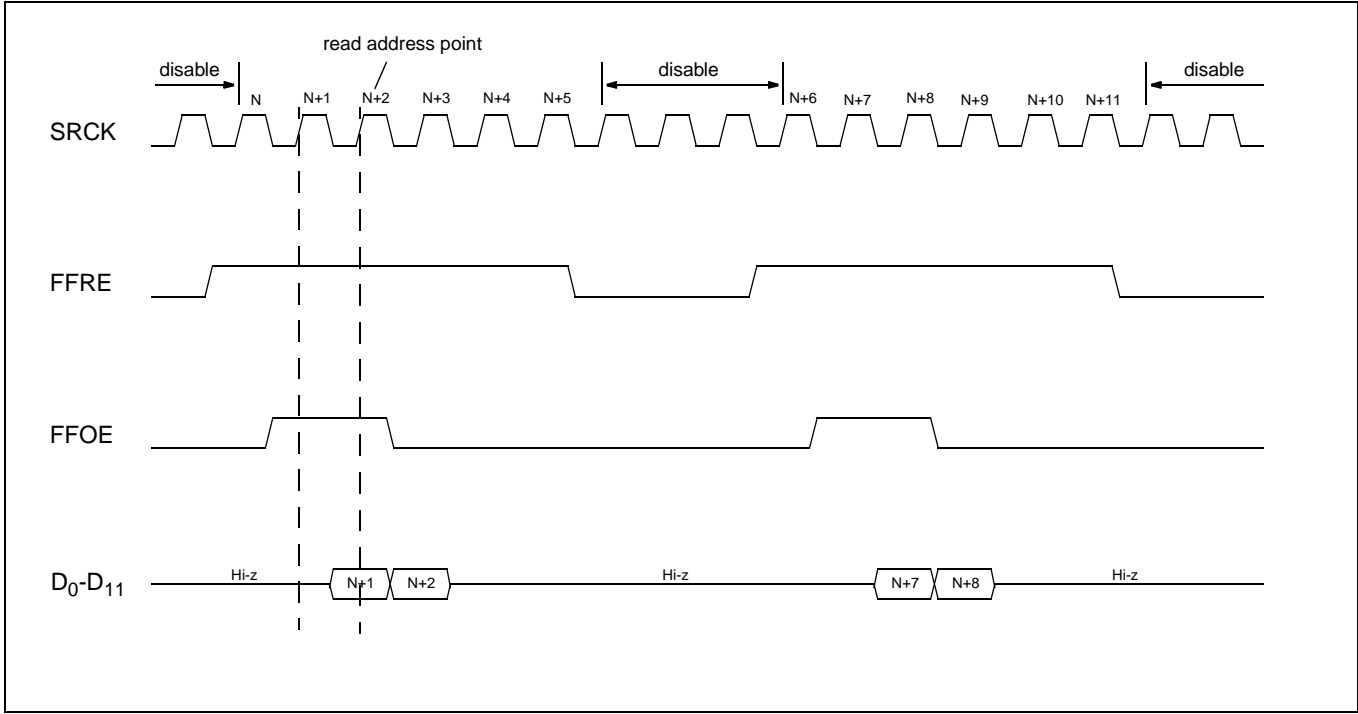 read address point
disable disable disable
N N+1 N+2 N+3 N+4 N+5 N+6 N+7 N+8 N+9 N+10 N+11
SRCK
FFRE
FFOE
D0-D11 Hi-z N+1 N+2 Hi-z N+7 N+8 Hi-z